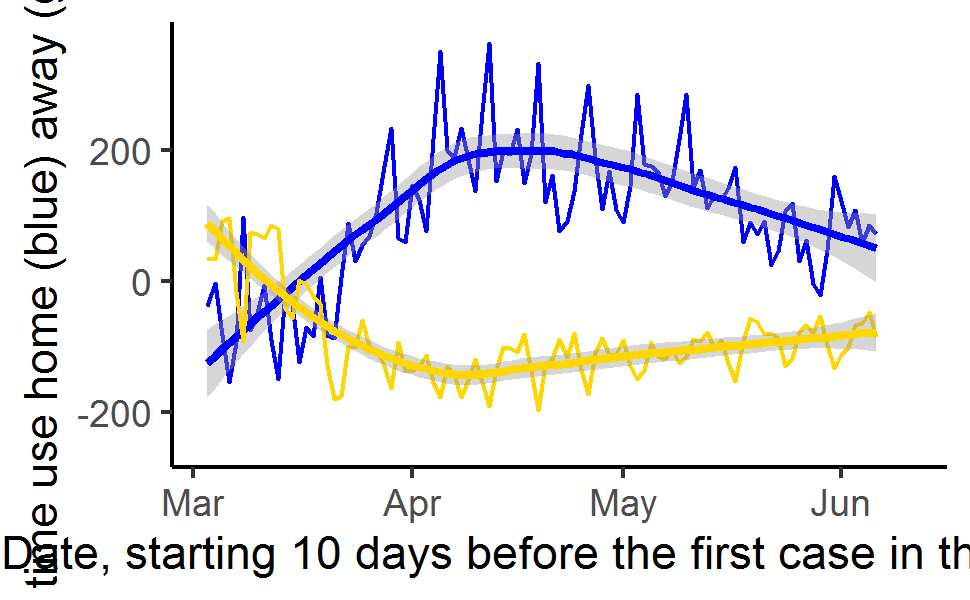 time use home (blue) away (
200
0
-200
Mar Apr May Jun
Date, starting 10 days before the first case in th